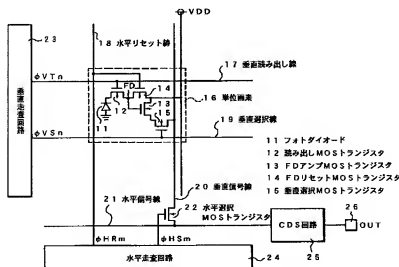 VDD
23
18 水平リセット線
17 垂直読み出し線
φVTn
FD
14
13
12
15
11
16 単位画素
垂直走査回路
φVSn
19 垂直選択線
11 フォトダイオード
12 読み出しMOSトランジスタ
13 FDアンプMOSトランジスタ
14 FDリセットMOSトランジスタ
15 垂直選択MOSトランジスタ
20 垂直信号線
21 水平信号線
22 水平選択
MOSトランジスタ
26
CDS回路
OUT
25
φHRm
φHSm
24
水平走査回路